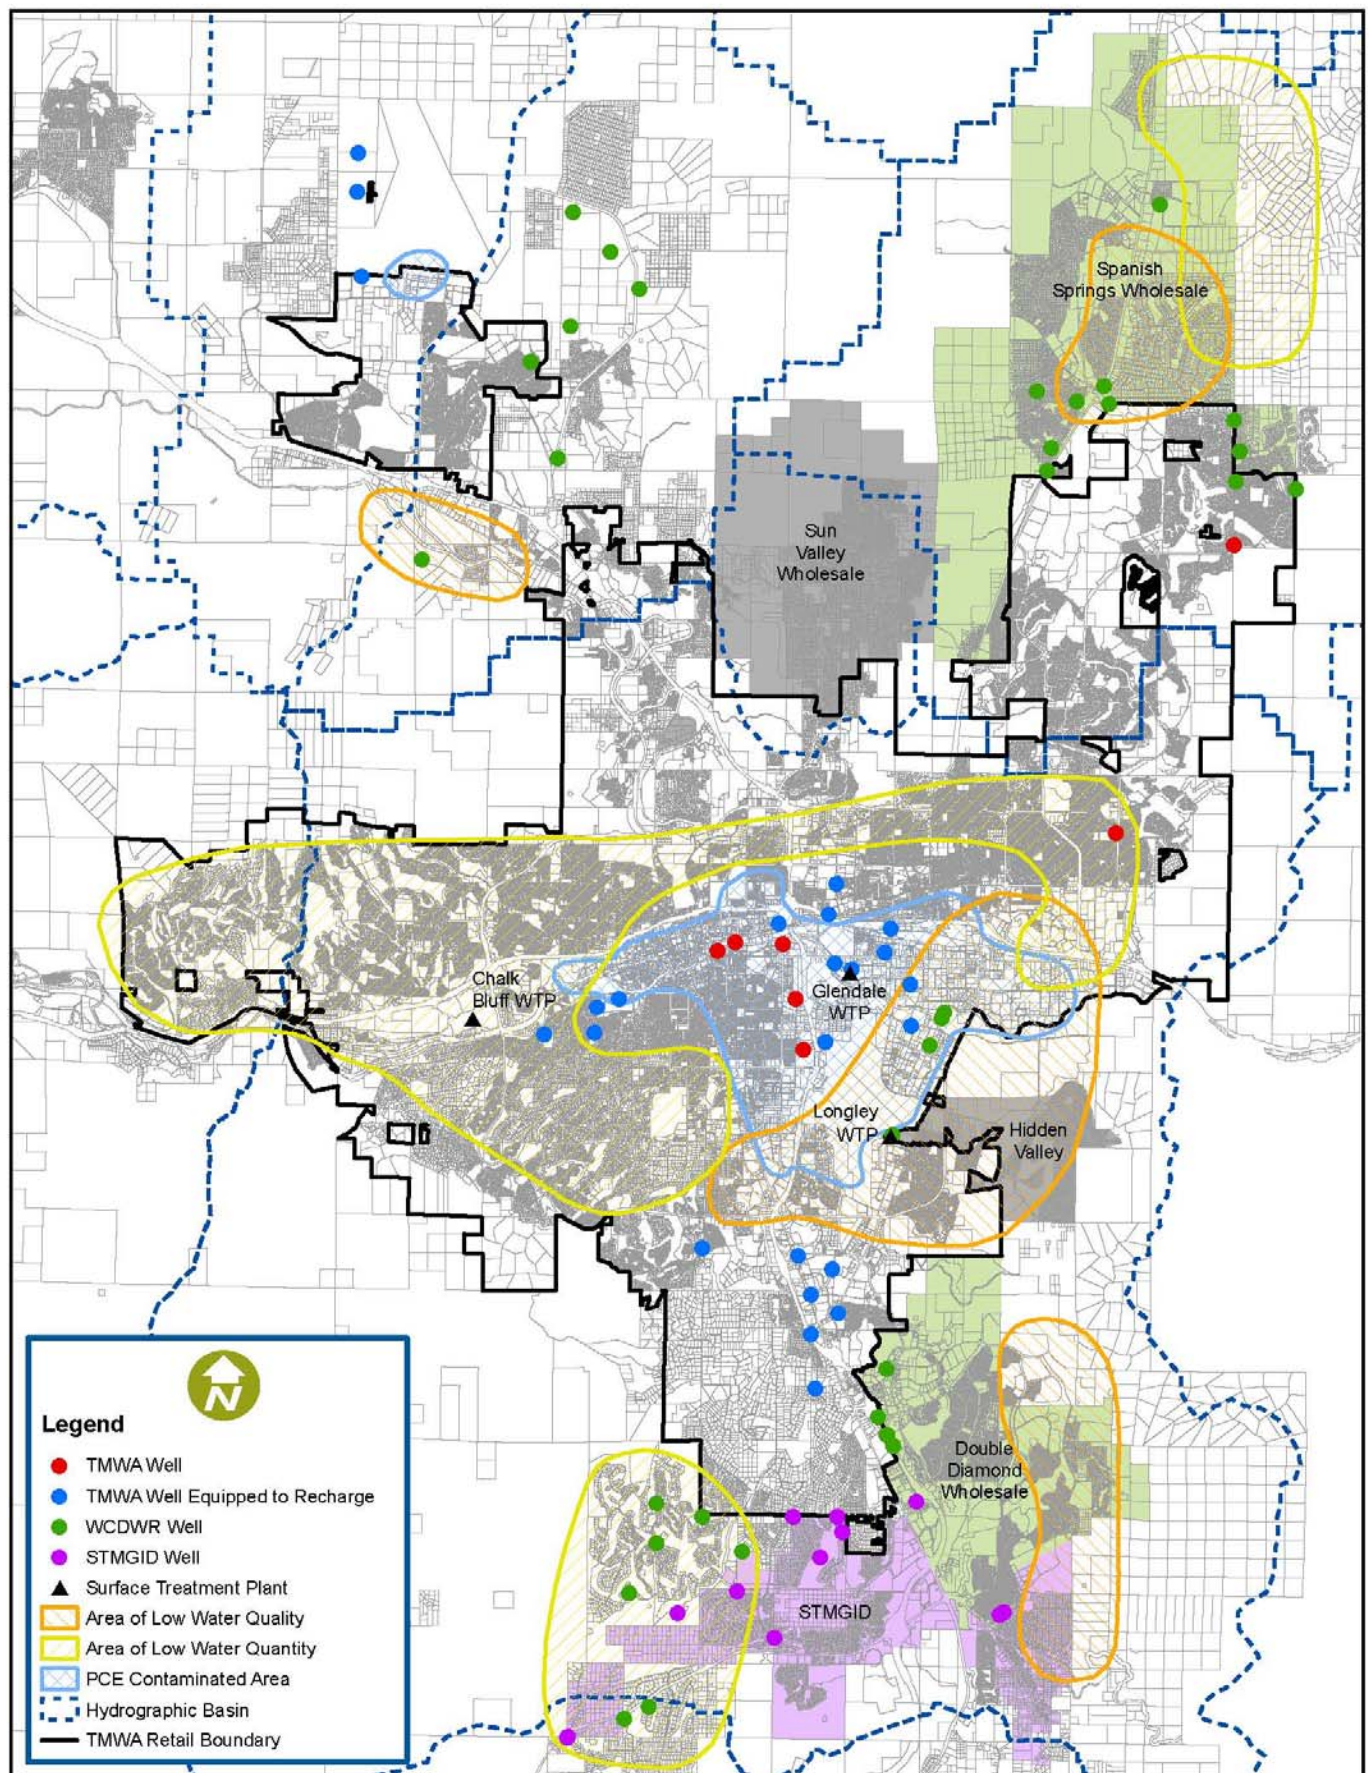 Spanish
Springs Wholesale
Sun
Valley
Wholesale
Chalk
Bluff WTP
Glendale
WTP
Longley
WTP
Hidden
Valley
Double
Diamond
Wholesale
STMGID
N
Legend
TMWA Well
TMWA Well Equipped to Recharge
WCDWR Well
STMGID Well
Surface Treatment Plant
Area of Low Water Quality
Area of Low Water Quantity
PCE Contaminated Area
Hydrographic Basin
TMWA Retail Boundary